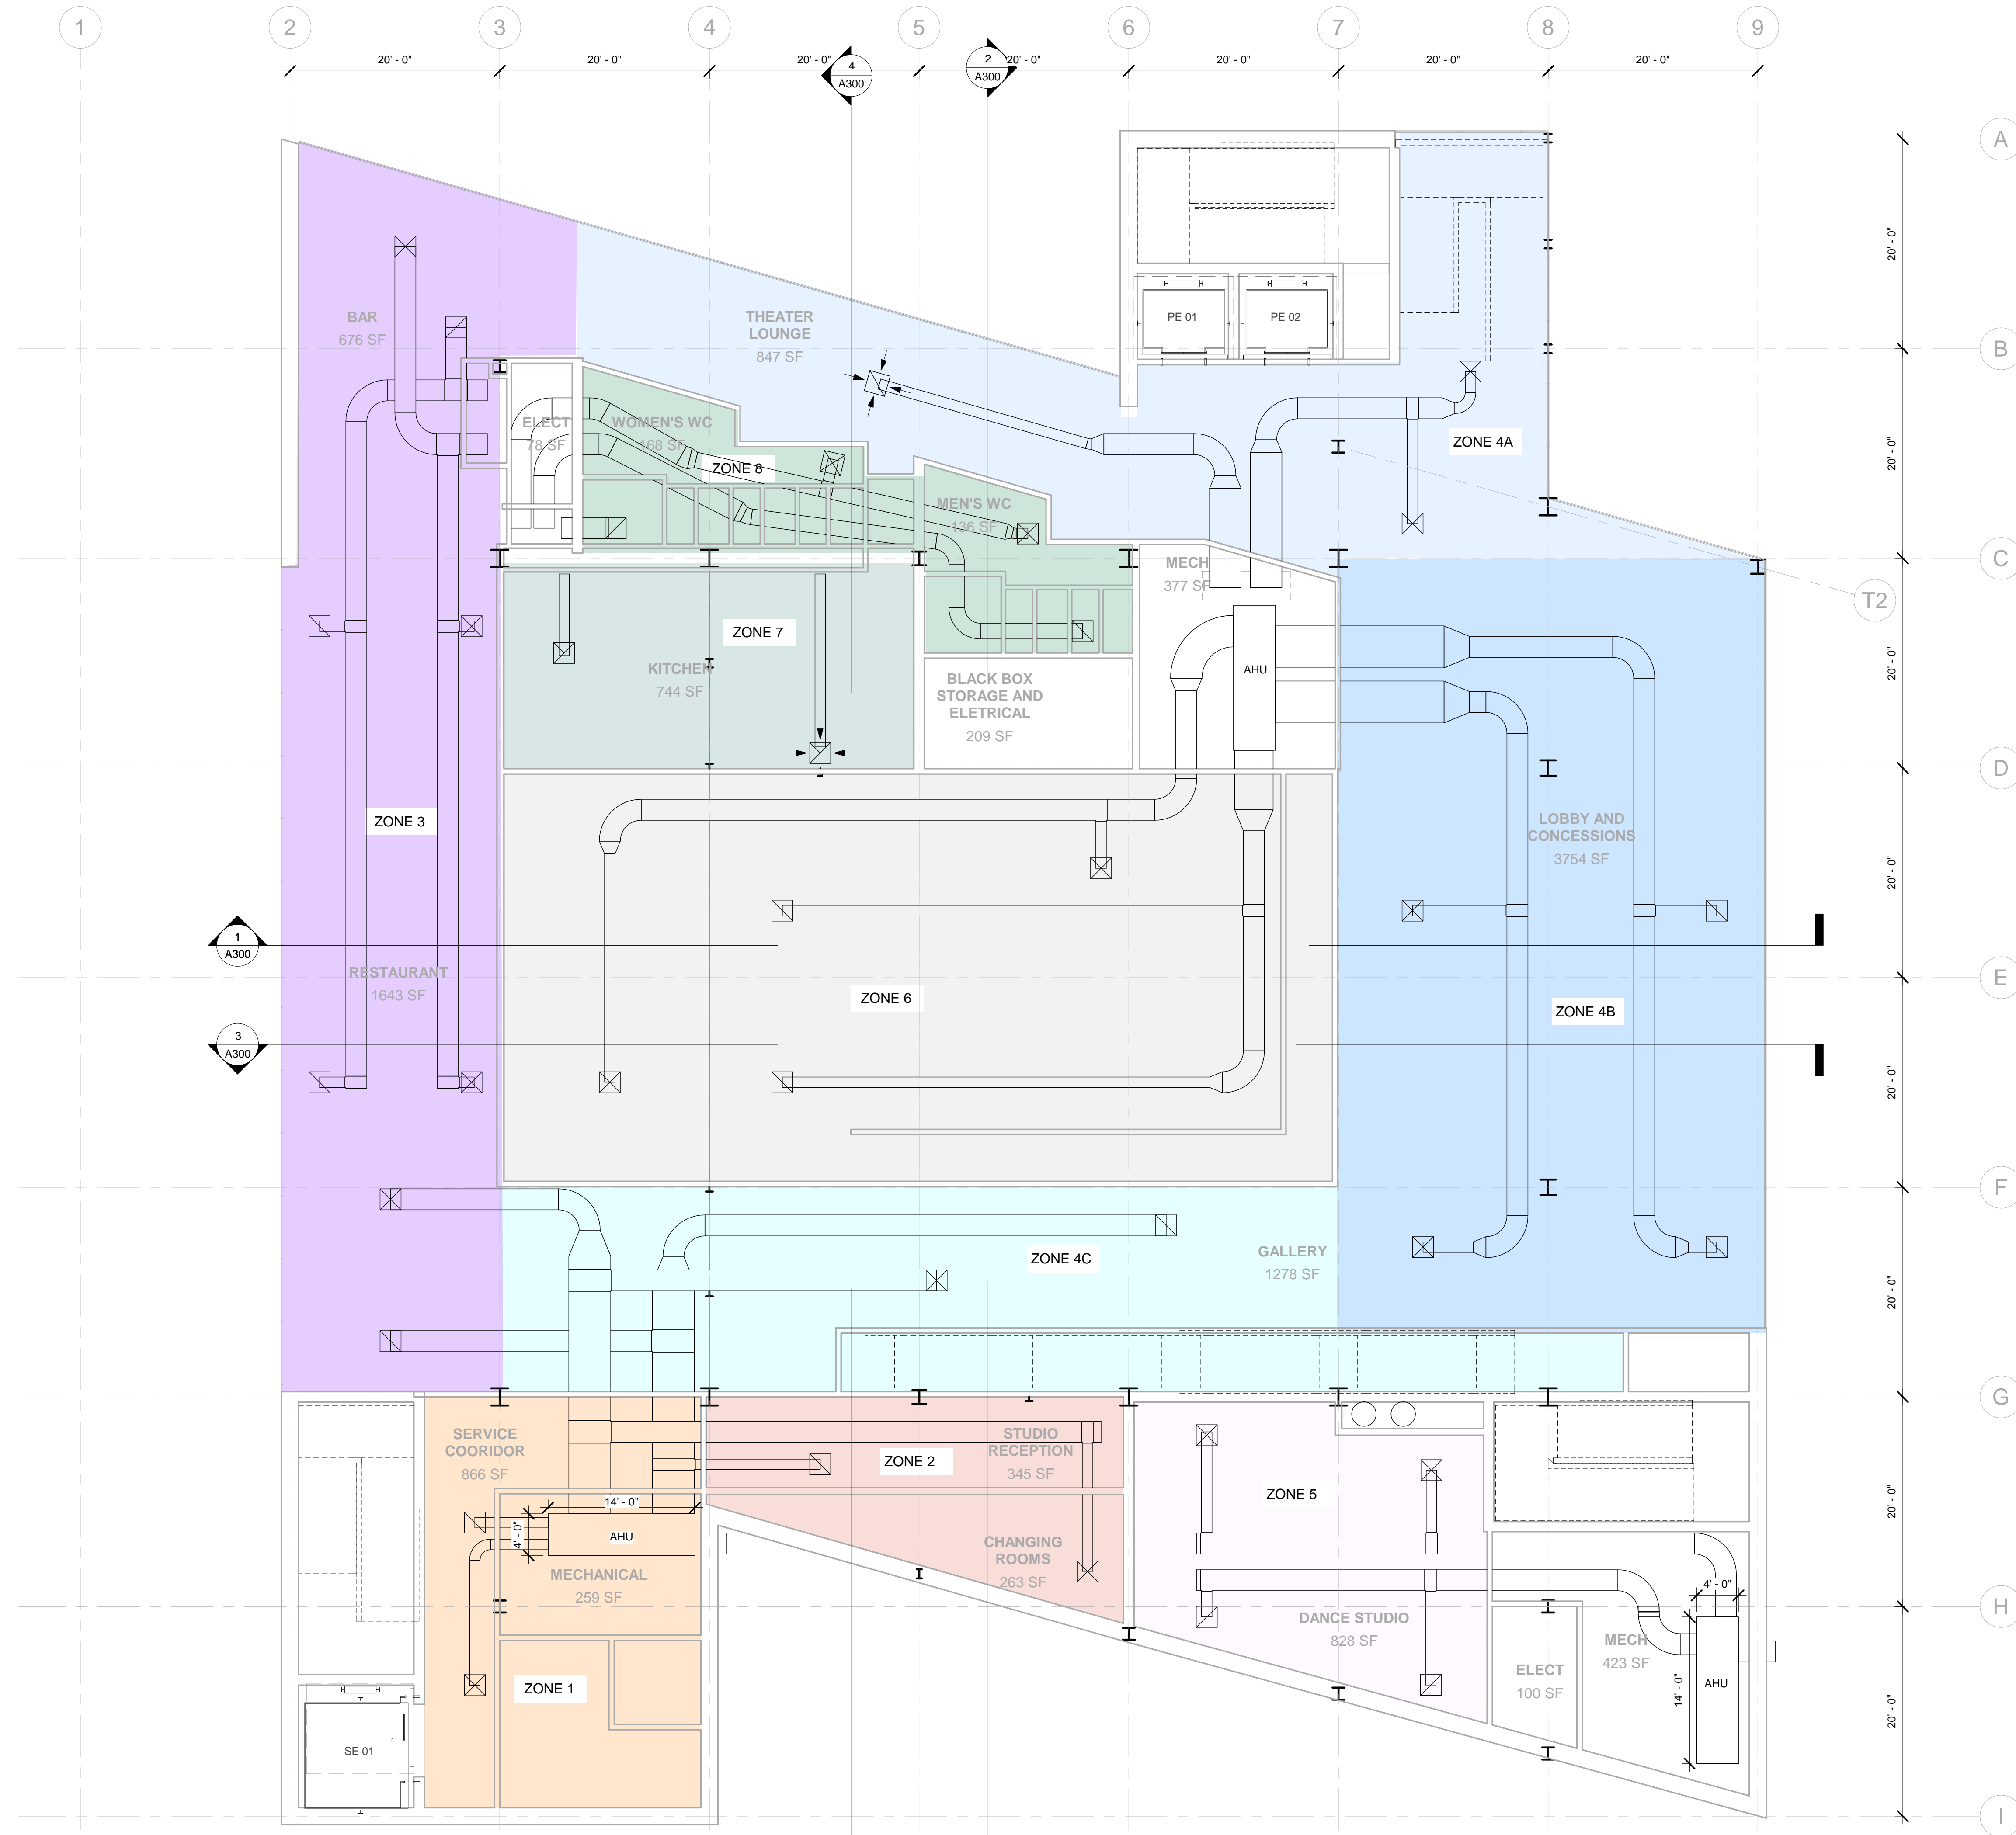 1
2
3
4
5
6
7
8
9
20' - 0"
20' - 0"
20' - 0"
20' - 0"
20' - 0"
20' - 0"
20' - 0"
4
A300
2
A300
A
B
C
D
E
F
G
H
I
T2
20' - 0"
20' - 0"
20' - 0"
20' - 0"
20' - 0"
20' - 0"
20' - 0"
20' - 0"
BAR
676 SF
THEATER
LOUNGE
847 SF
PE 01
PE 02
ZONE 4A
ELECT
78 SF
WOMEN'S WC
168 SF
ZONE 8
MEN'S WC
136 SF
MECH
377 SF
ZONE 7
KITCHEN
744 SF
BLACK BOX
STORAGE AND
ELETRICAL
209 SF
AHU
ZONE 3
LOBBY AND
CONCESSIONS
3754 SF
1
A300
RESTAURANT
1643 SF
ZONE 6
ZONE 4B
3
A300
ZONE 4C
GALLERY
1278 SF
SERVICE
COORIDOR
866 SF
ZONE 2
STUDIO
RECEPTION
345 SF
ZONE 5
14' - 0"
4' - 0"
AHU
MECHANICAL
259 SF
CHANGING
ROOMS
263 SF
DANCE STUDIO
828 SF
4' - 0"
MECH
423 SF
ELECT
100 SF
14' - 0"
AHU
ZONE 1
SE 01